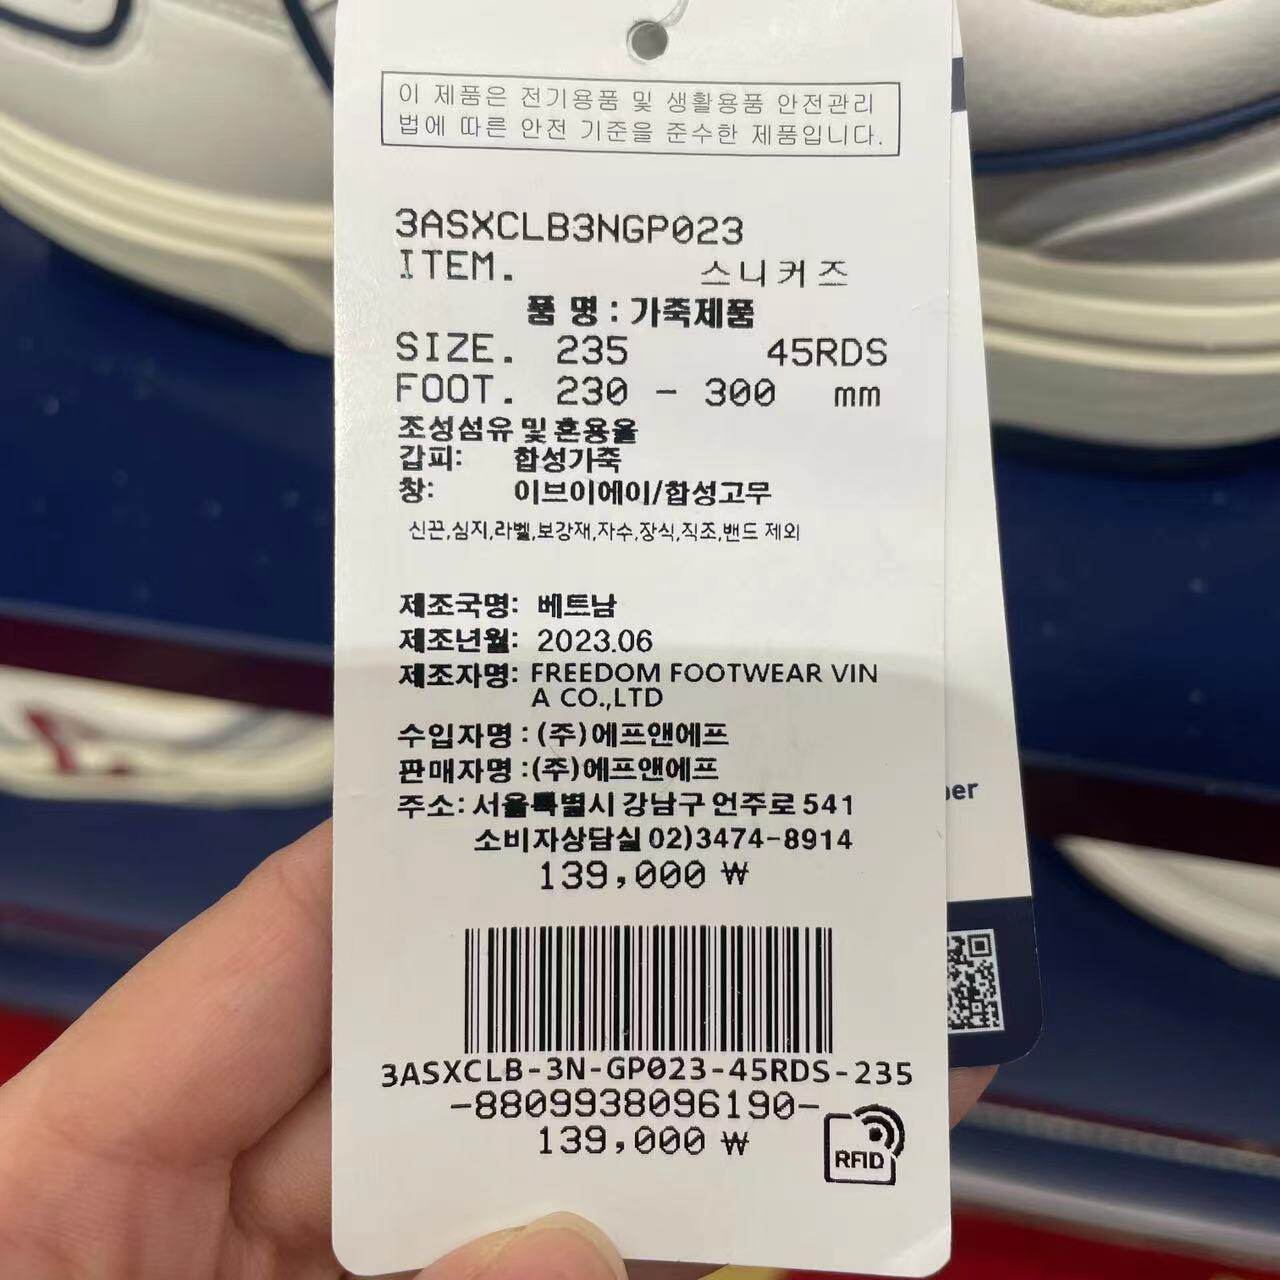 이 제품은 전기용품 및 생활용품 안전관리
법에 따른 안전 기준을 준수한 제품입니다.
3ASXCLB3NGP023
ITEM. 스니커즈
품 명 : 가죽제품
SIZE. 235 45RDS
FOOT. 230 - 300 mm
조성섬유 및 혼용율
갑피: 합성가죽
창: 이브이에이/합성고무
신끈,심지,라벨,보강재,자수,장식,직조,밴드 제외
제조국명: 베트남
제조년월: 2023.06
제조자명: FREEDOM FOOTWEAR VIN
A CO.,LTD
수입자명 : (주)에프앤에프
판매자명 :(주)에프앤에프
주소: 서울특별시 강남구 언주로 541
소비자상담실 02)3474-8914
139,000 ₩
3ASXCLB-3N-GP023-45RDS-235
-8809938096190-
139,000 ₩
RFID